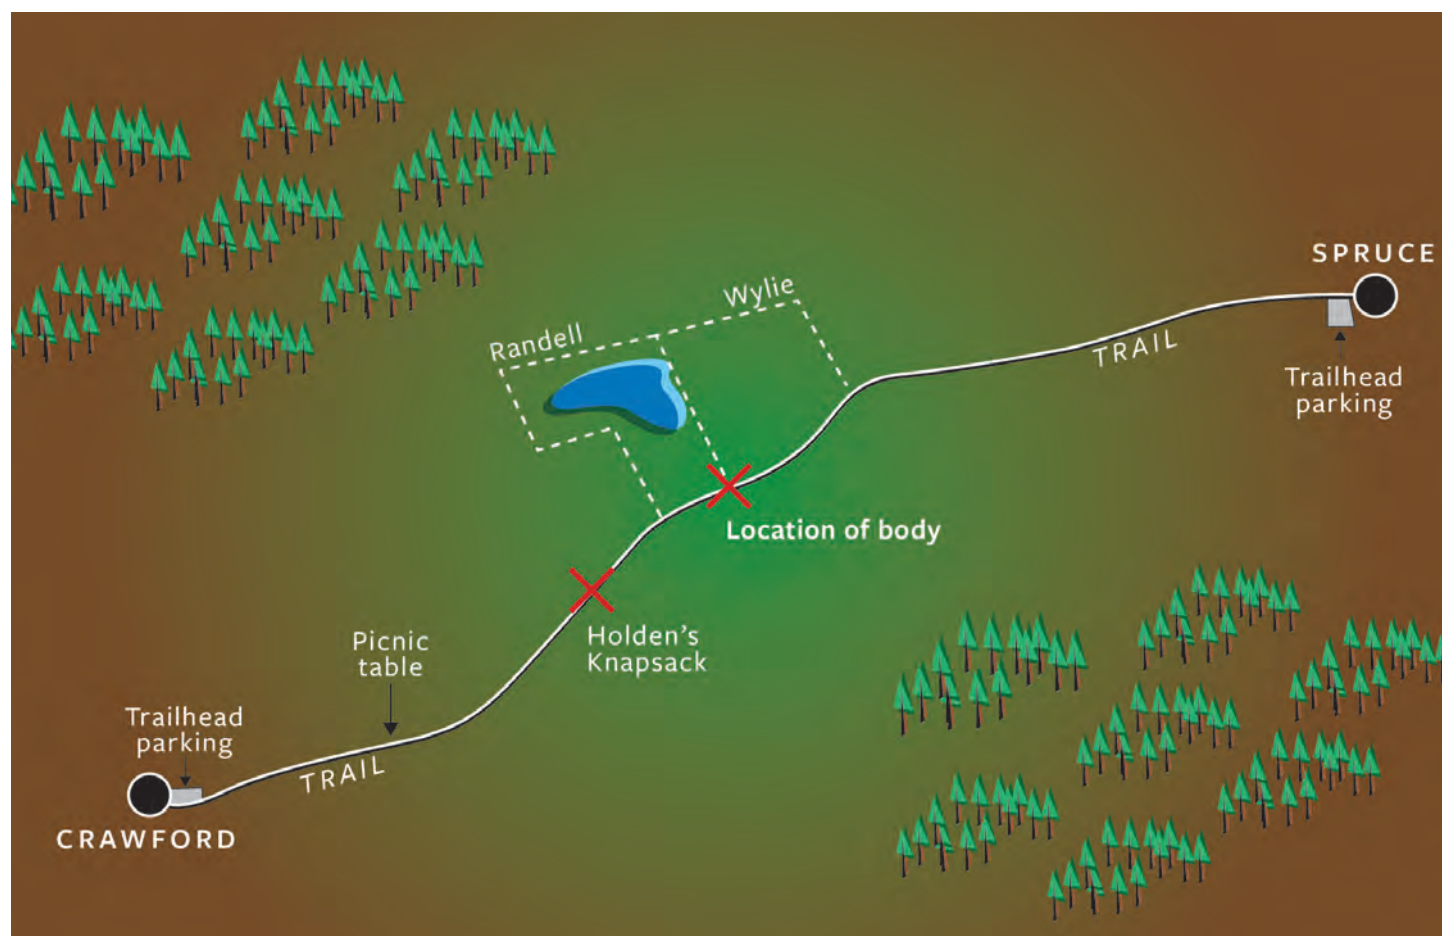 SPRUCE
Wylie
Randell
TRAIL
Trailhead
parking
Location of body
Holden's
Knapsack
Picnic
table
Trailhead
parking
TRAIL
CRAWFORD